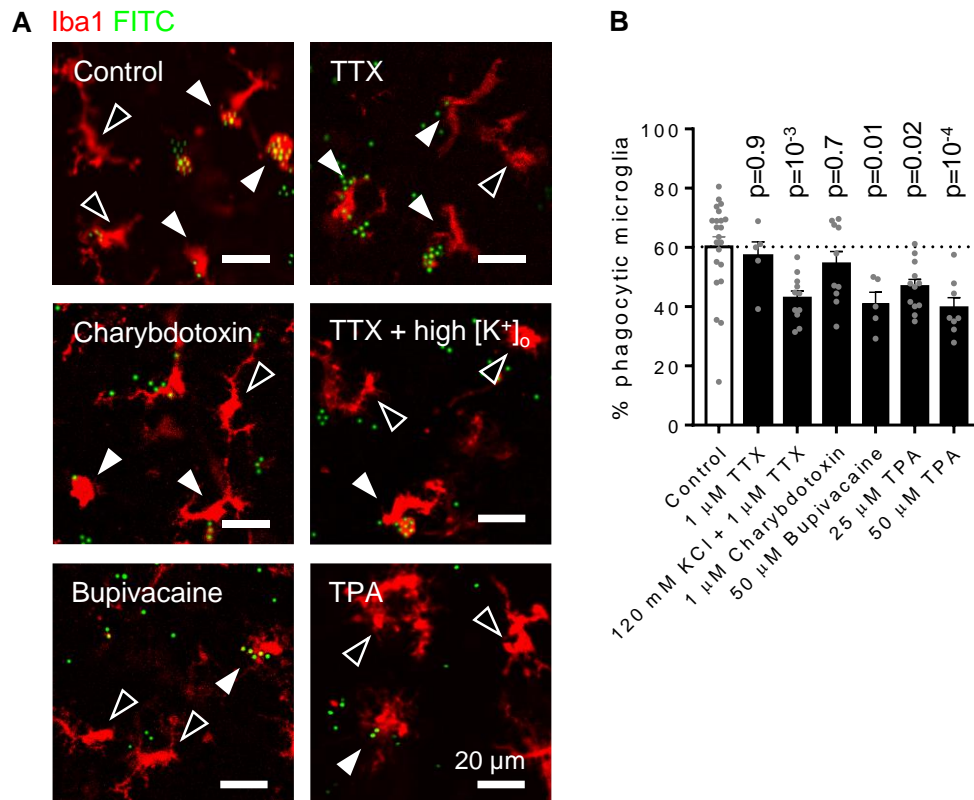 A
Iba1 FITC
Control
TTX
Charybdotoxin
TTX + high [K⁺]ₒ
Bupivacaine
TPA
20 µm
B
% phagocytic microglia
100
80
60
40
20
0
p=0.9
p=10⁻³
p=0.7
p=0.01
p=0.02
p=10⁻⁴
Control
1 µM TTX
120 mM KCl + 1 µM TTX
1 µM Charybdotoxin
50 µM Bupivacaine
25 µM TPA
50 µM TPA